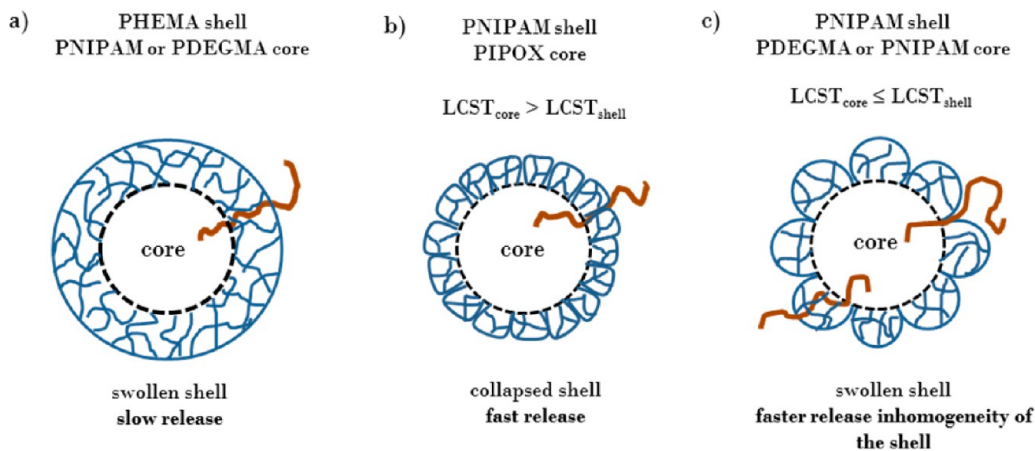 a)
PHEMA shell
PNIPAM or PDEGMA core
core
swollen shell
slow release
b)
PNIPAM shell
PIPOX core
LCSTcore > LCSTshell
core
collapsed shell
fast release
c)
PNIPAM shell
PDEGMA or PNIPAM core
LCSTcore ≤ LCSTshell
core
swollen shell
faster release inhomogeneity of
the shell